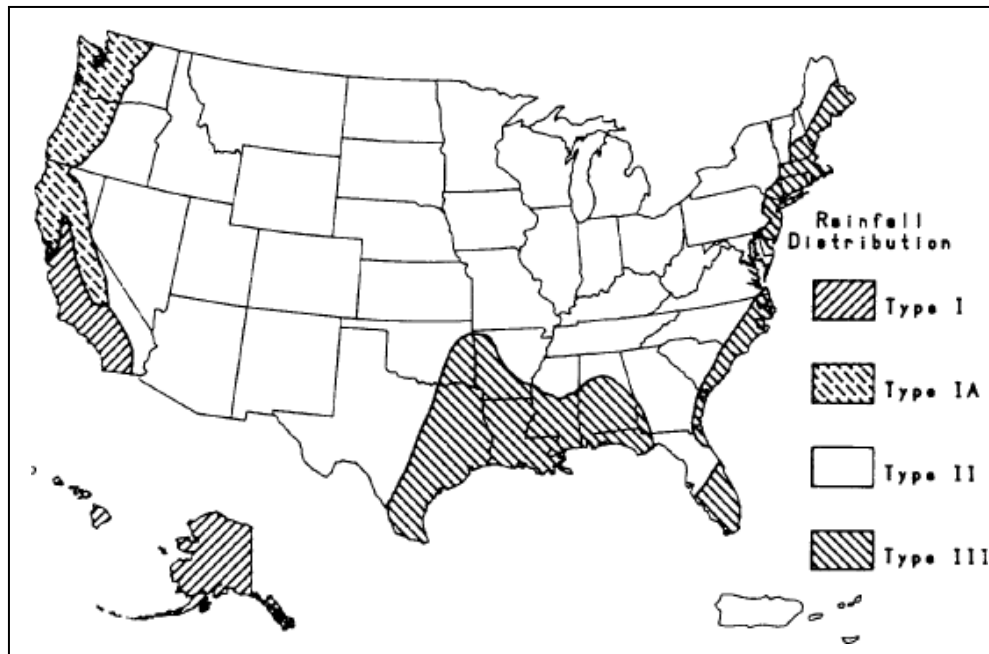 Rainfall
Distribution
Type I
Type IA
Type II
Type III